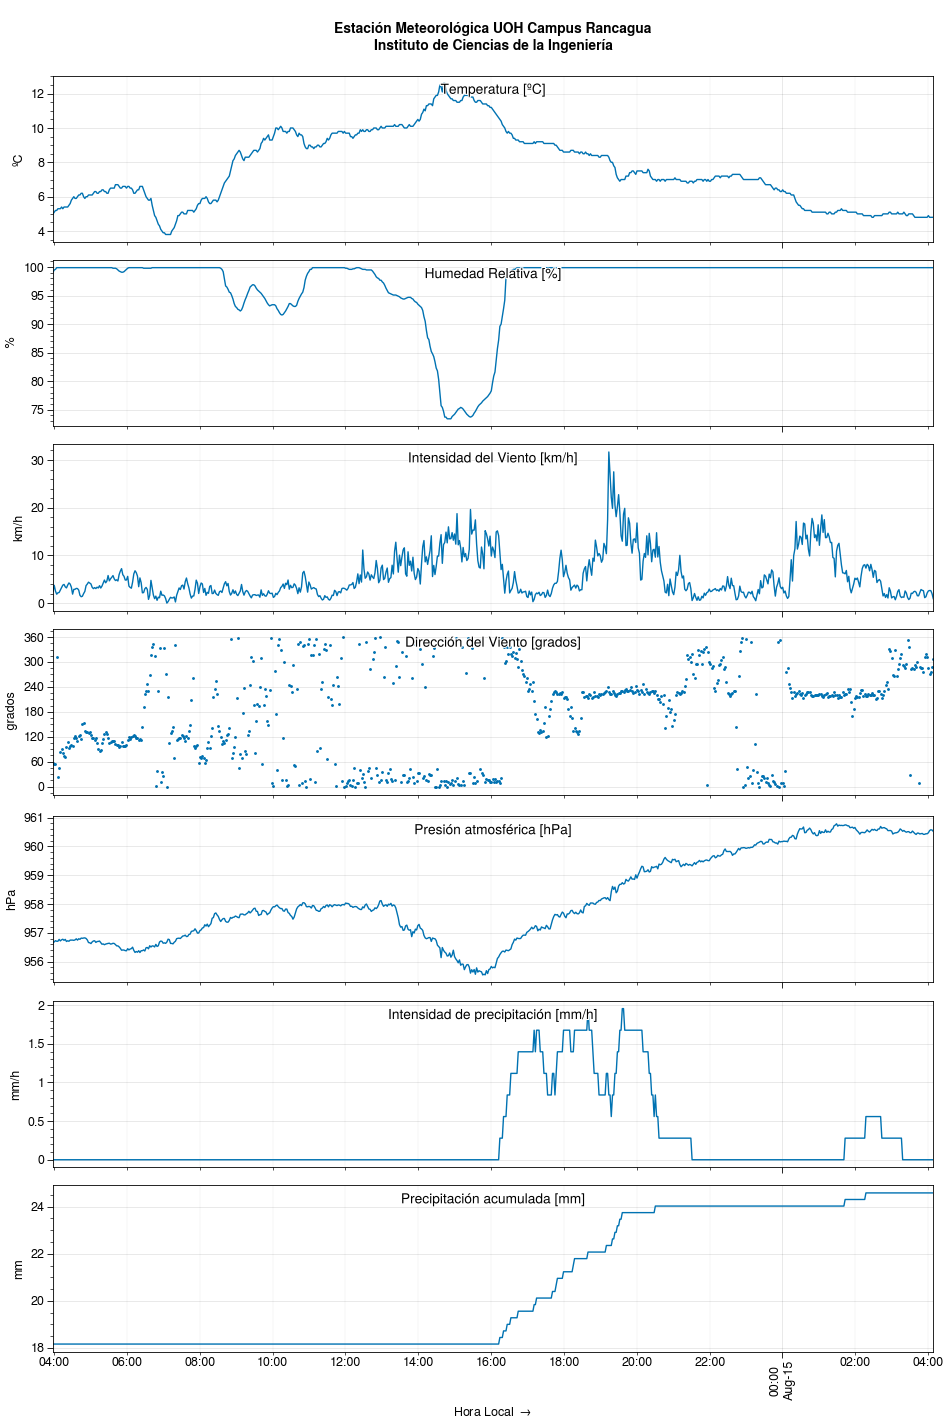 Estación Meteorológica UOH Campus Rancagua
Instituto de Ciencias de la Ingeniería
Temperatura [ºC]
12
10
8
6
4
ºC
Humedad Relativa [%]
100
95
90
85
80
75
%
Intensidad del Viento [km/h]
30
20
10
0
km/h
Dirección del Viento [grados]
360
300
240
180
120
60
0
grados
Presión atmosférica [hPa]
961
960
959
958
957
956
hPa
Intensidad de precipitación [mm/h]
2
1.5
1
0.5
0
mm/h
Precipitación acumulada [mm]
24
22
20
18
mm
04:00 06:00 08:00 10:00 12:00 14:00 16:00 18:00 20:00 22:00 00:00 02:00 04:00
Aug-15
Hora Local →